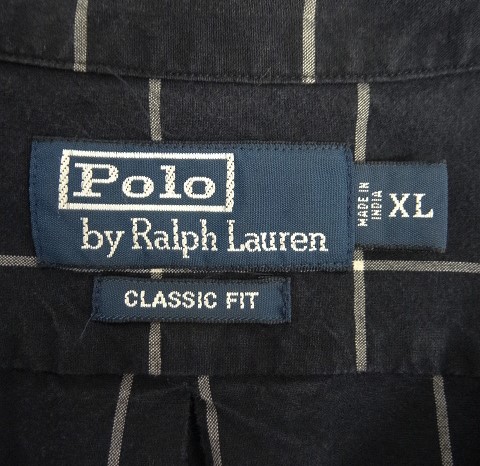 Polo
by Ralph Lauren
MADE IN
INDIA
XL
CLASSIC FIT